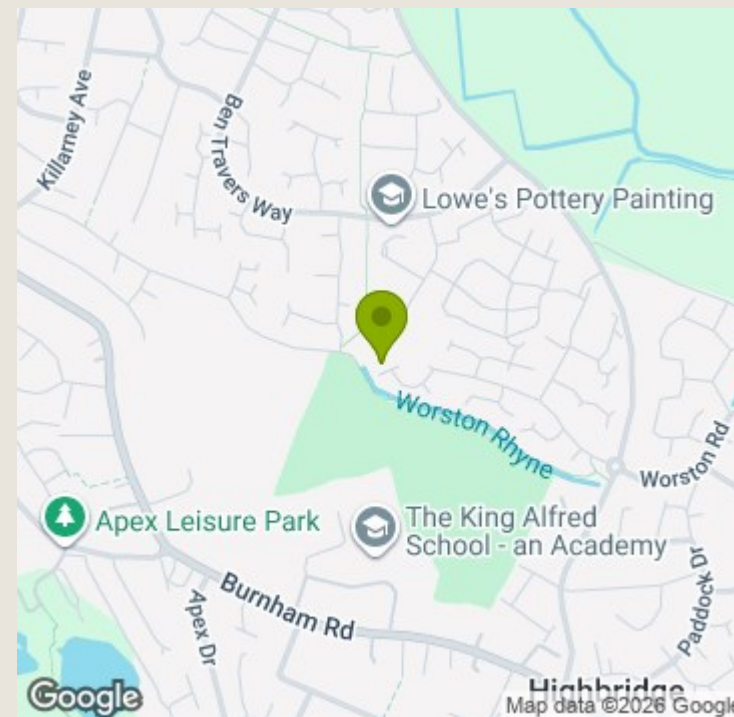 Killarney Ave
Ben Travers Way
Lowe's Pottery Painting
Worston Rhyne
Worston Rd
Apex Leisure Park
The King Alfred
School - an Academy
Paddock Dr
Burnham Rd
Apex Dr
Highbridge
Google
Map data ©2026 Google